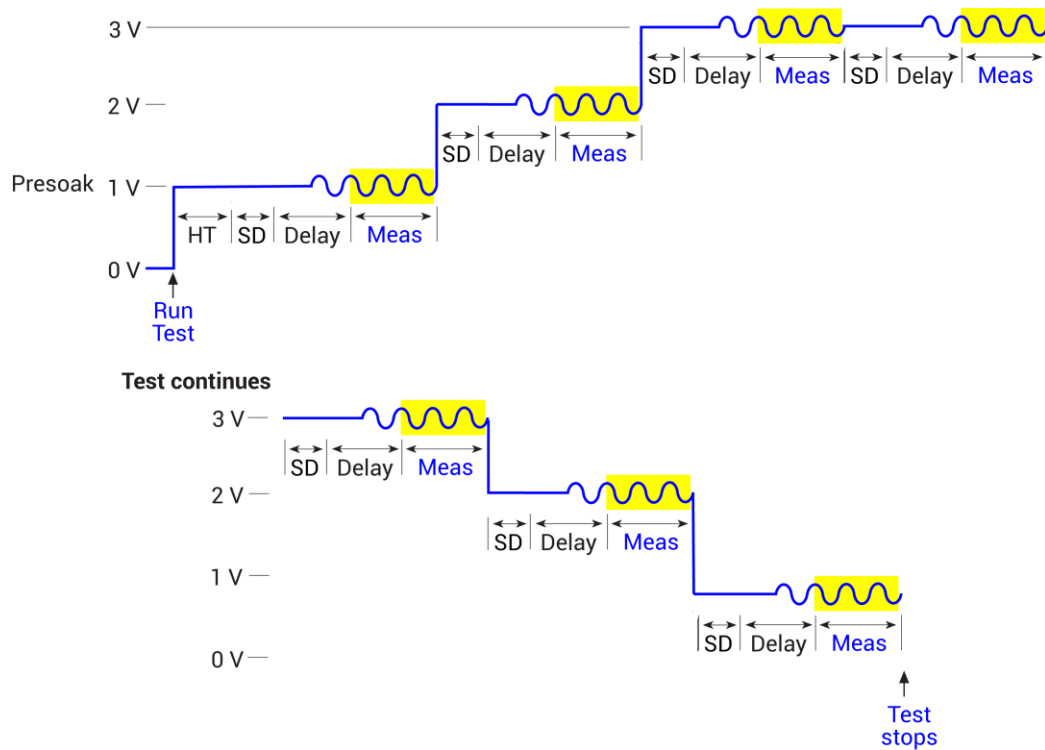 3 V
SD Delay Meas SD Delay Meas
2 V
SD Delay Meas
Presoak 1 V
HT SD Delay Meas
0 V
Run
Test
Test continues
3 V
SD Delay Meas
2 V
SD Delay Meas
1 V
SD Delay Meas
0 V
Test
stops